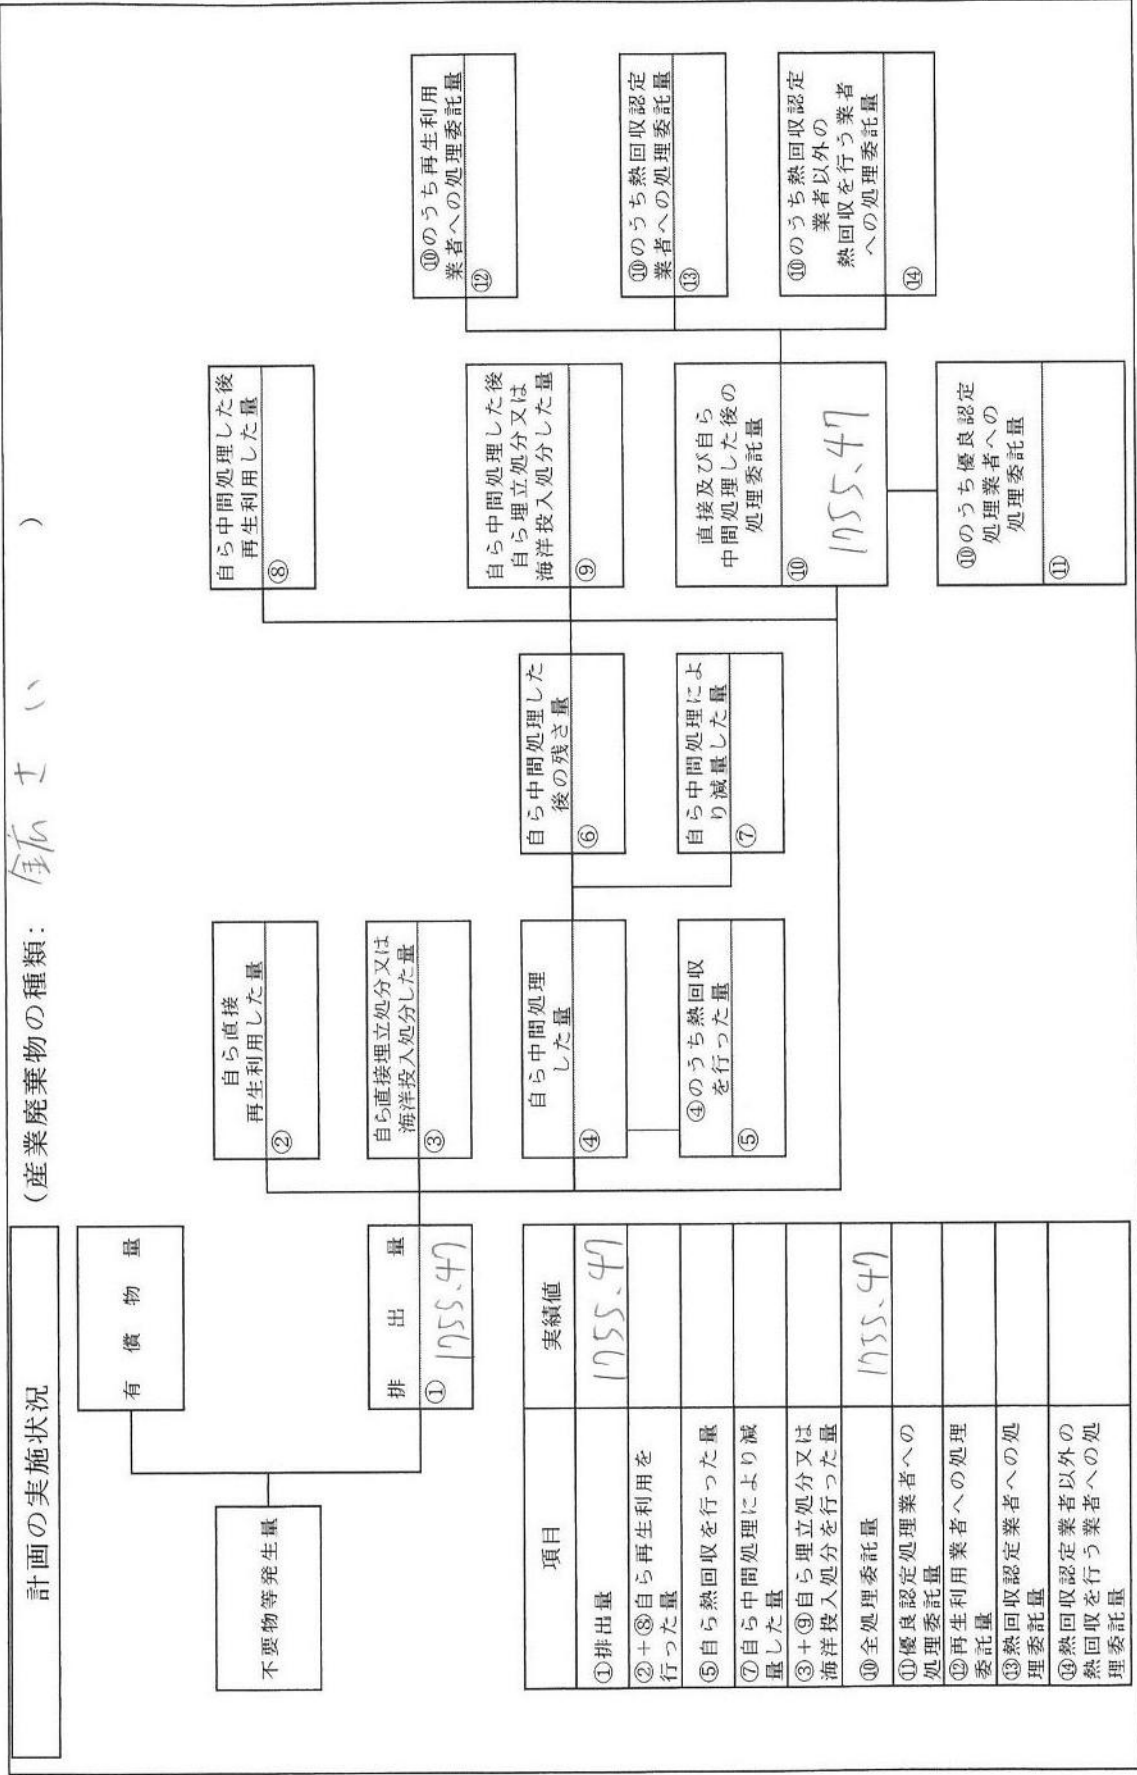 計画の実施状況
(産業廃棄物の種類: 鉱さい )
不要物等発生量
有償物量
排出量
① 1755.47
自ら直接
再生利用した量
②
自ら直接埋立処分又は
海洋投入処分した量
③
自ら中間処理
した量
④
④のうち熱回収
を行った量
⑤
自ら中間処理した
後の残さ量
⑥
自ら中間処理によ
り減量した量
⑦
自ら中間処理した後
再生利用した量
⑧
自ら中間処理した後
自ら埋立処分又は
海洋投入処分した量
⑨
直接及び自ら
中間処理した後の
処理委託量
⑩
1755.47
⑩のうち優良認定
処理業者への
処理委託量
⑪
⑩のうち再生利用
業者への処理委託量
⑫
⑩のうち熱回収認定
業者への処理委託量
⑬
⑩のうち熱回収認定
業者以外の
熱回収を行う業者
への処理委託量
⑭
項目 実績値
①排出量 1755.47
②+⑧自ら再生利用を
行った量
⑤自ら熱回収を行った量
⑦自ら中間処理により減
量した量
③+⑨自ら埋立処分又は
海洋投入処分を行った量
⑩全処理委託量 1755.47
⑪優良認定処理業者への
処理委託量
⑫再生利用業者への処理
委託量
⑬熱回収認定業者への処
理委託量
⑭熱回収認定業者以外の
熱回収を行う業者への処
理委託量